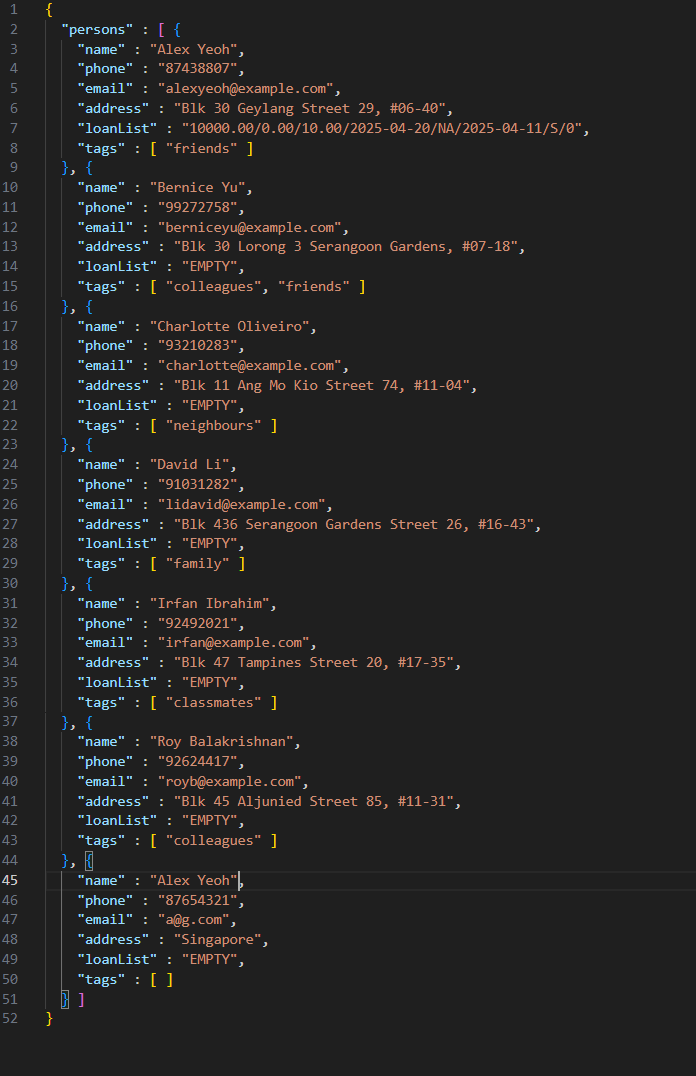 1 {
2 "persons" : [ {
3 "name" : "Alex Yeoh",
4 "phone" : "87438807",
5 "email" : "alexyeoh@example.com",
6 "address" : "Blk 30 Geylang Street 29, #06-40",
7 "loanList" : "10000.00/0.00/10.00/2025-04-20/NA/2025-04-11/S/0",
8 "tags" : [ "friends" ]
9 }, {
10 "name" : "Bernice Yu",
11 "phone" : "99272758",
12 "email" : "berniceyu@example.com",
13 "address" : "Blk 30 Lorong 3 Serangoon Gardens, #07-18",
14 "loanList" : "EMPTY",
15 "tags" : [ "colleagues", "friends" ]
16 }, {
17 "name" : "Charlotte Oliveiro",
18 "phone" : "93210283",
19 "email" : "charlotte@example.com",
20 "address" : "Blk 11 Ang Mo Kio Street 74, #11-04",
21 "loanList" : "EMPTY",
22 "tags" : [ "neighbours" ]
23 }, {
24 "name" : "David Li",
25 "phone" : "91031282",
26 "email" : "lidavid@example.com",
27 "address" : "Blk 436 Serangoon Gardens Street 26, #16-43",
28 "loanList" : "EMPTY",
29 "tags" : [ "family" ]
30 }, {
31 "name" : "Irfan Ibrahim",
32 "phone" : "92492021",
33 "email" : "irfan@example.com",
34 "address" : "Blk 47 Tampines Street 20, #17-35",
35 "loanList" : "EMPTY",
36 "tags" : [ "classmates" ]
37 }, {
38 "name" : "Roy Balakrishnan",
39 "phone" : "92624417",
40 "email" : "royb@example.com",
41 "address" : "Blk 45 Aljunied Street 85, #11-31",
42 "loanList" : "EMPTY",
43 "tags" : [ "colleagues" ]
44 }, {
45 "name" : "Alex Yeoh",
46 "phone" : "87654321",
47 "email" : "a@g.com",
48 "address" : "Singapore",
49 "loanList" : "EMPTY",
50 "tags" : [ ]
51 } ]
52 }